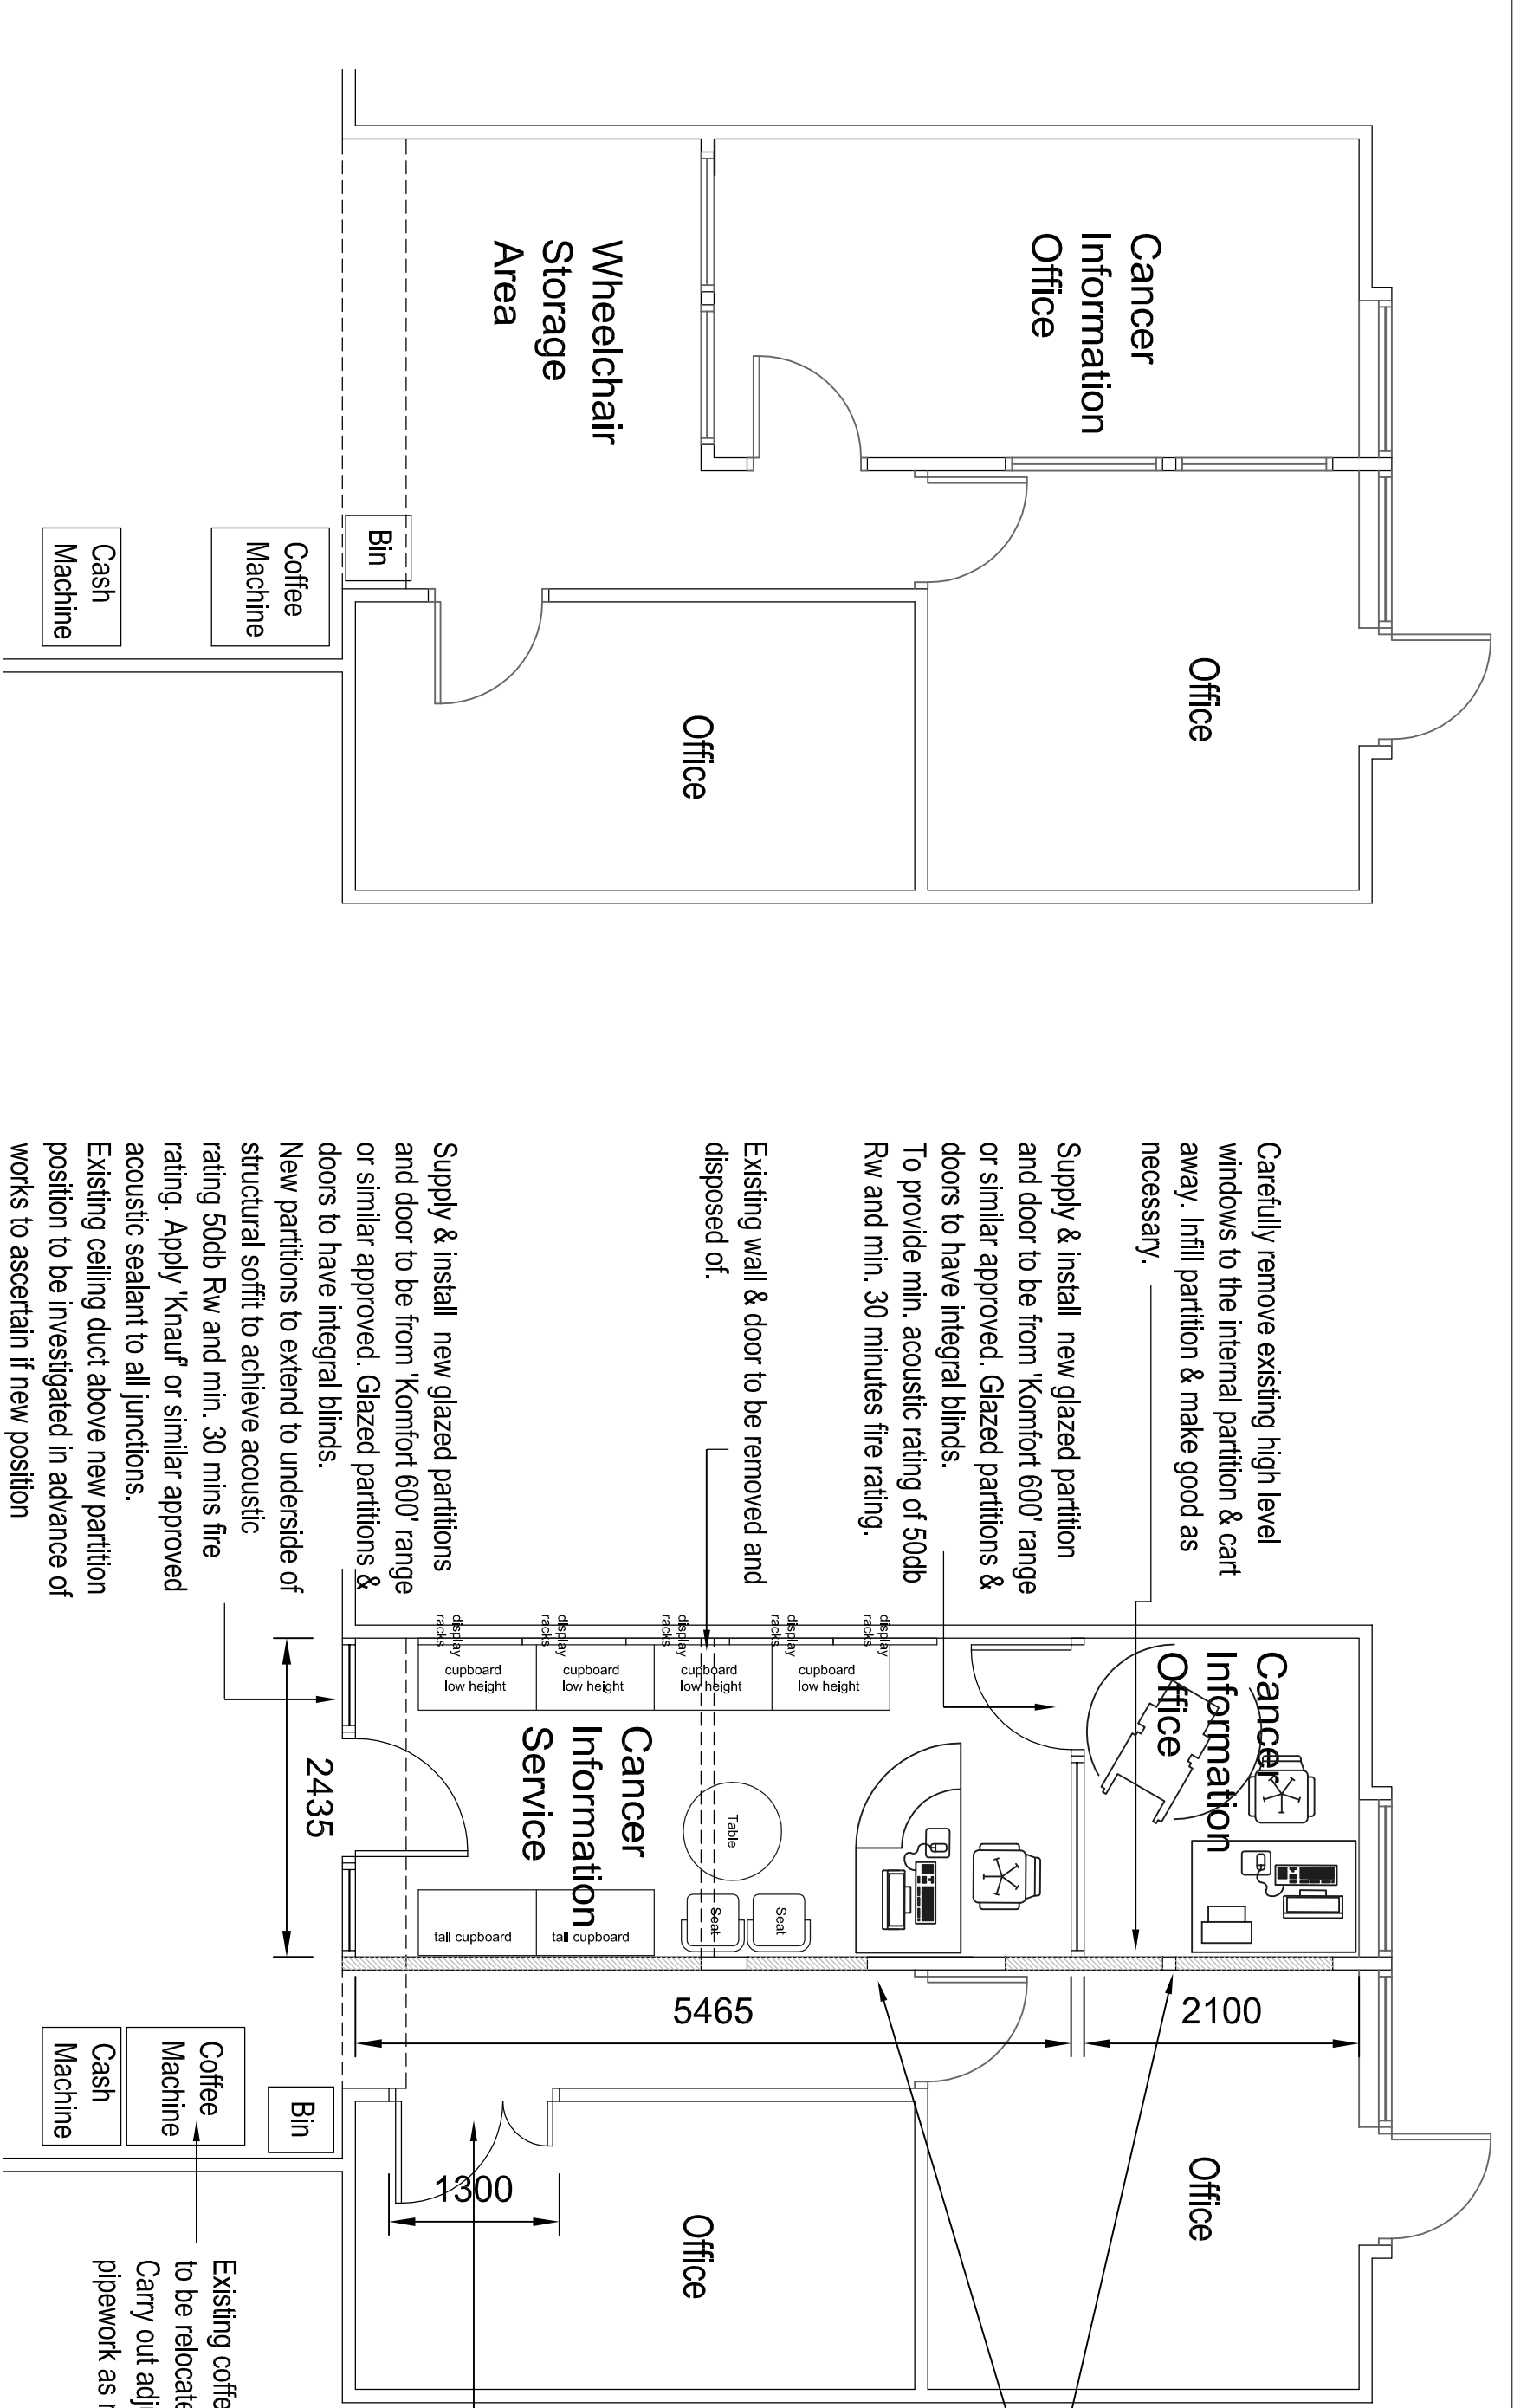 Cancer
Information
Office
Wheelchair
Storage
Area
Office
Office
Bin
Coffee
Machine
Cash
Machine
Carefully remove existing high level
windows to the internal partition & cart
away. Infill partition & make good as
necessary.
Supply & install new glazed partition
and door to be from 'Komfort 600' range
or similar approved. Glazed partitions &
doors to have integral blinds.
To provide min. acoustic rating of 50db
Rw and min. 30 minutes fire rating.
Existing wall & door to be removed and
disposed of.
Supply & install new glazed partitions
and door to be from 'Komfort 600' range
or similar approved. Glazed partitions &
doors to have integral blinds.
New partitions to extend to underside of
structural soffit to achieve acoustic
rating 50db Rw and min. 30 mins fire
rating. Apply 'Knauf' or similar approved
acoustic sealant to all junctions.
Existing ceiling duct above new partition
position to be investigated in advance of
works to ascertain if new position
Cancer
Information
Office
display
racks
display
racks
display
racks
display
racks
display
racks
cupboard
low height
cupboard
low height
cupboard
low height
cupboard
low height
Cancer
Information
Service
Table
Seat
Seat
tall cupboard
tall cupboard
2435
5465
2100
1300
Office
Office
Bin
Coffee
Machine
Cash
Machine
Existing coffe
to be relocate
Carry out adj
pipework as